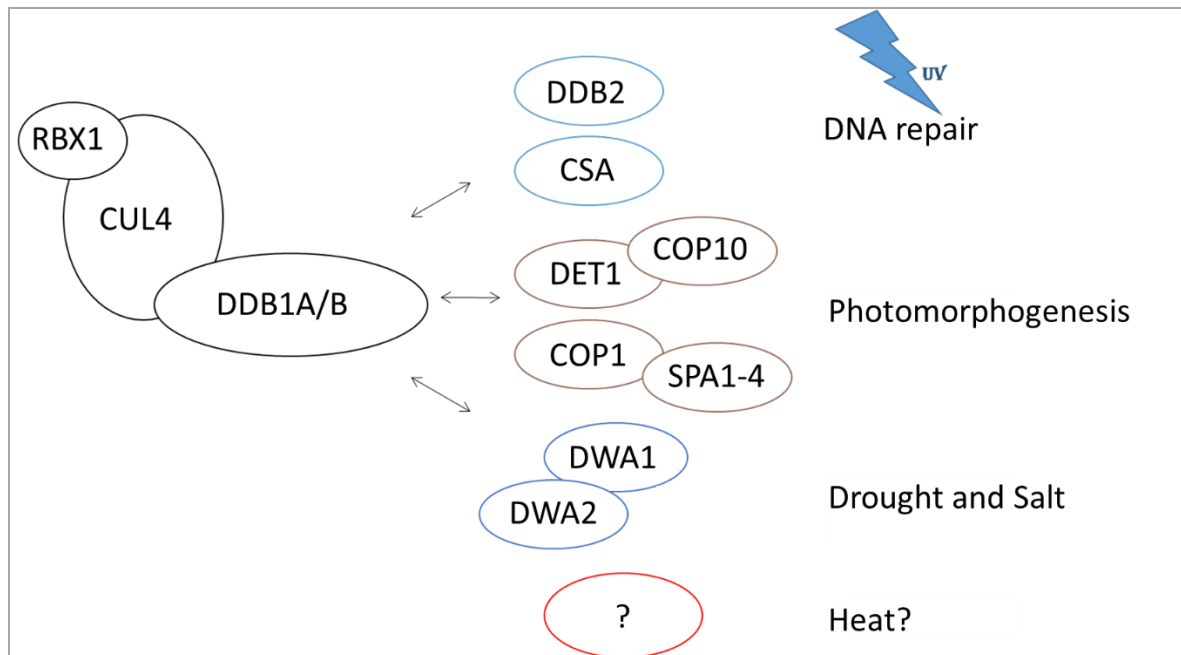 UV
DDB2
DNA repair
RBX1
CSA
CUL4
COP10
DET1
DDB1A/B
Photomorphogenesis
COP1
SPA1-4
DWA1
Drought and Salt
DWA2
?
Heat?